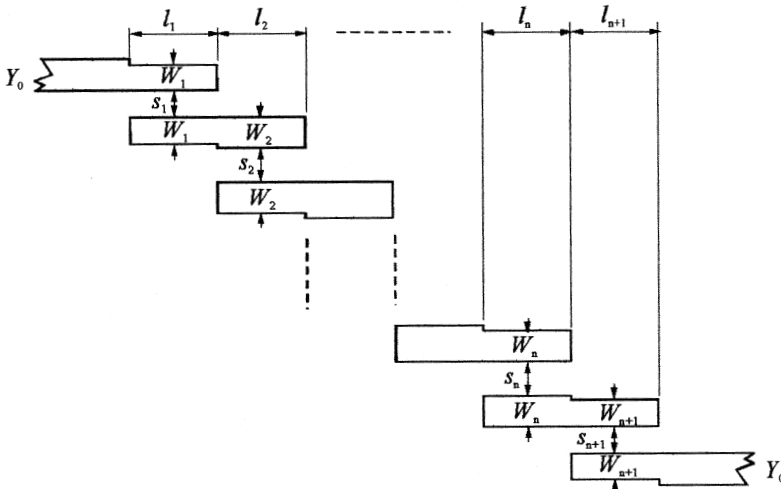 l₁ l₂ lₙ lₙ₊₁
Y₀ W₁
s₁
W₁ W₂
s₂
W₂
Wₙ
sₙ
Wₙ Wₙ₊₁
sₙ₊₁
Wₙ₊₁ Y₀